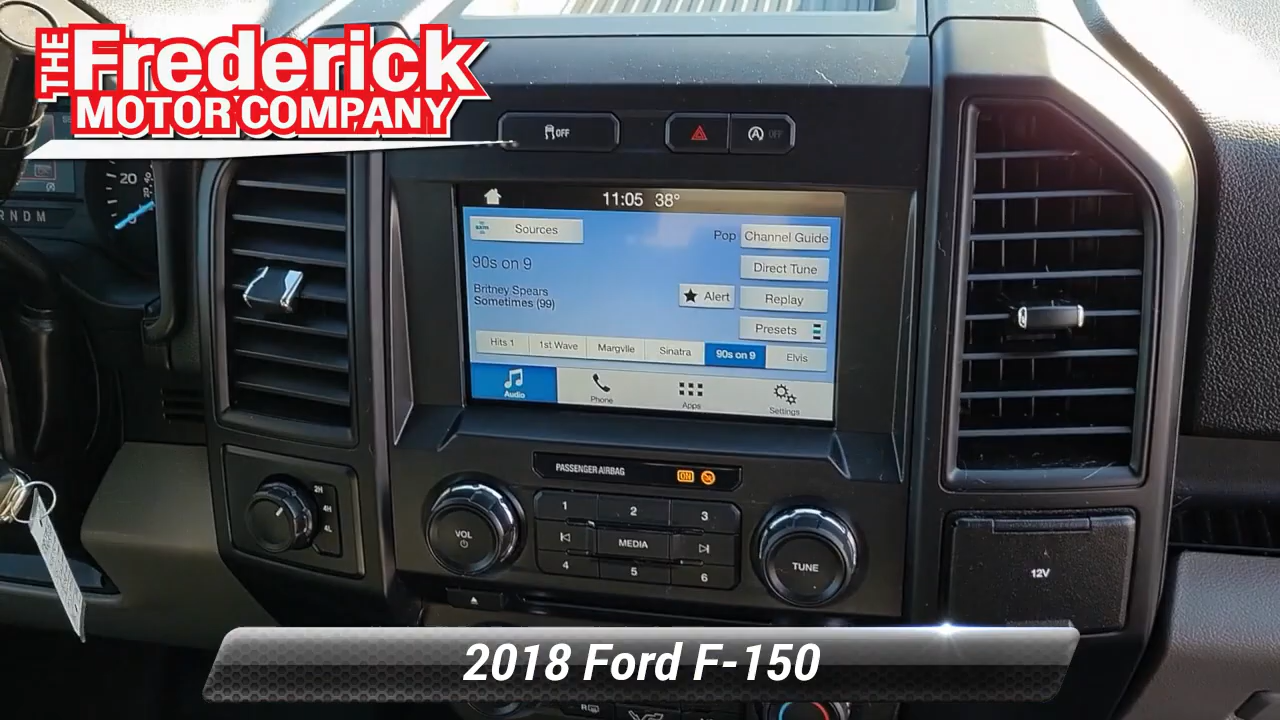 THE
Frederick
MOTOR COMPANY
OFF
OFF
20
R N D M
11:05 38°
Sources
Pop
Channel Guide
90s on 9
Direct Tune
Britney Spears
Sometimes (99)
Alert
Replay
Presets
Hits 1
1st Wave
Margvlle
Sinatra
90s on 9
Elvis
Audio
Phone
Apps
Settings
PASSENGER AIRBAG
ON
2H
4H
4L
VOL
1 2 3
MEDIA
4 5 6
TUNE
12V
2018 Ford F-150
R
A/C